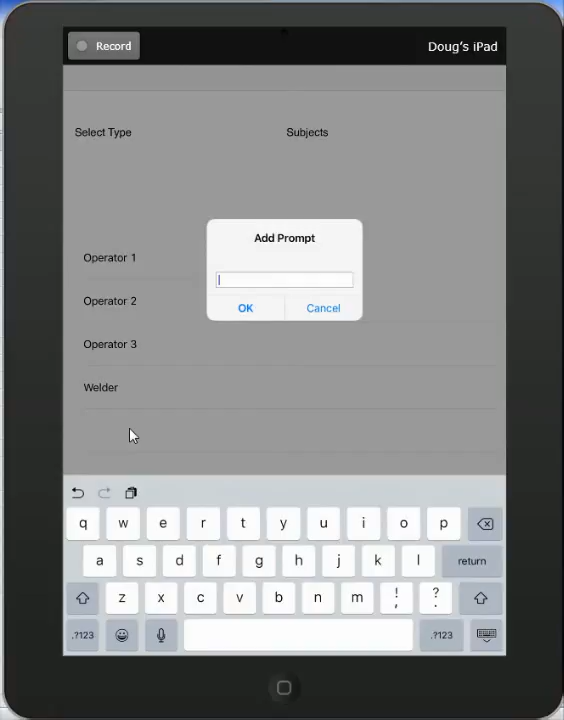 Record
Doug's iPad
Select Type
Subjects
Add Prompt
Operator 1
Operator 2
OK
Cancel
Operator 3
Welder
q w e r t y u i o p
a s d f g h j k l return
z x c v b n m ! , ? .
.?123 .?123